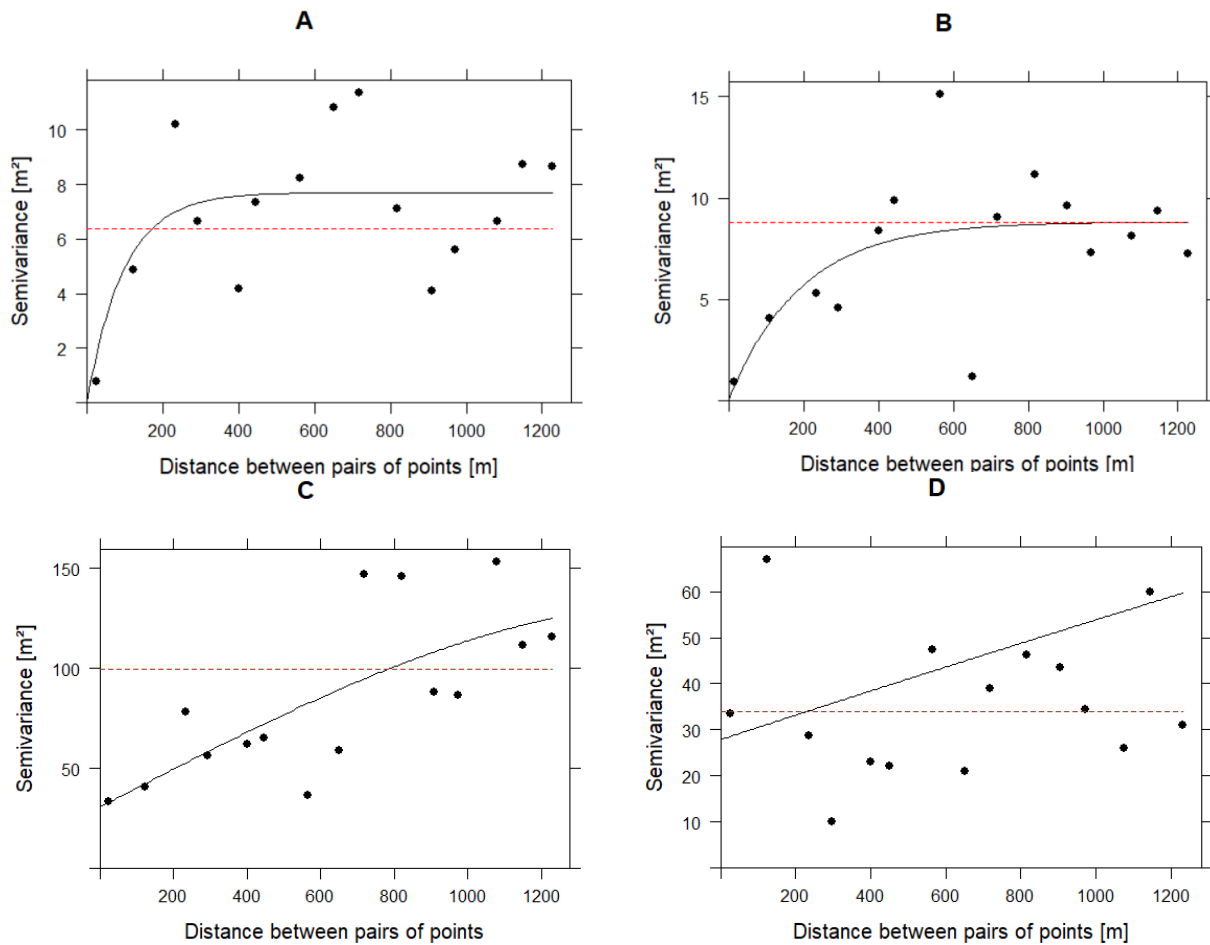 A
Semivariance [m²]
10
8
6
4
2
200 400 600 800 1000 1200
Distance between pairs of points [m]
B
Semivariance [m²]
15
10
5
200 400 600 800 1000 1200
Distance between pairs of points [m]
C
Semivariance [m²]
150
100
50
200 400 600 800 1000 1200
Distance between pairs of points
D
Semivariance [m²]
60
50
40
30
20
10
200 400 600 800 1000 1200
Distance between pairs of points [m]